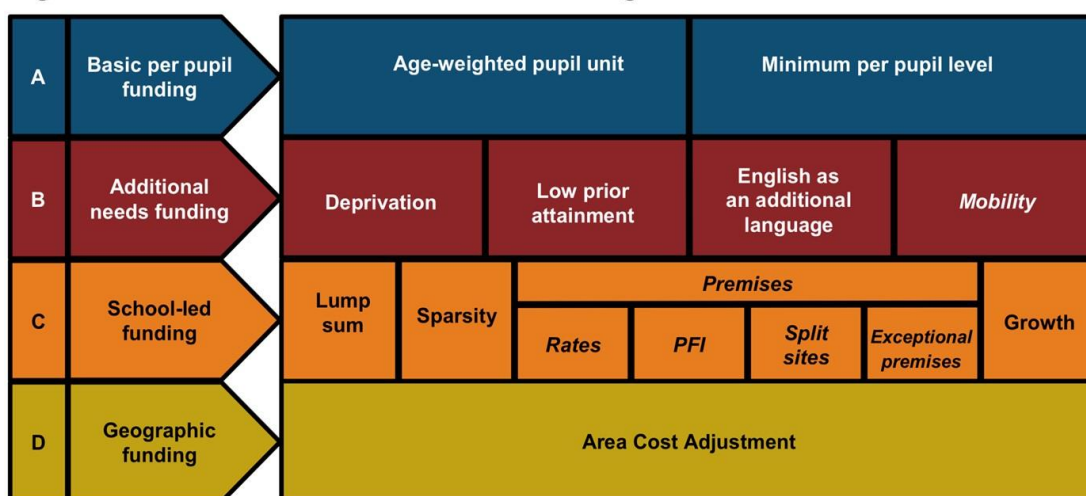 A
Basic per pupil
funding
Age-weighted pupil unit
Minimum per pupil level
B
Additional
needs funding
Deprivation
Low prior
attainment
English as
an additional
language
Mobility
C
School-led
funding
Lump
sum
Sparsity
Premises
Rates
PFI
Split
sites
Exceptional
premises
Growth
D
Geographic
funding
Area Cost Adjustment